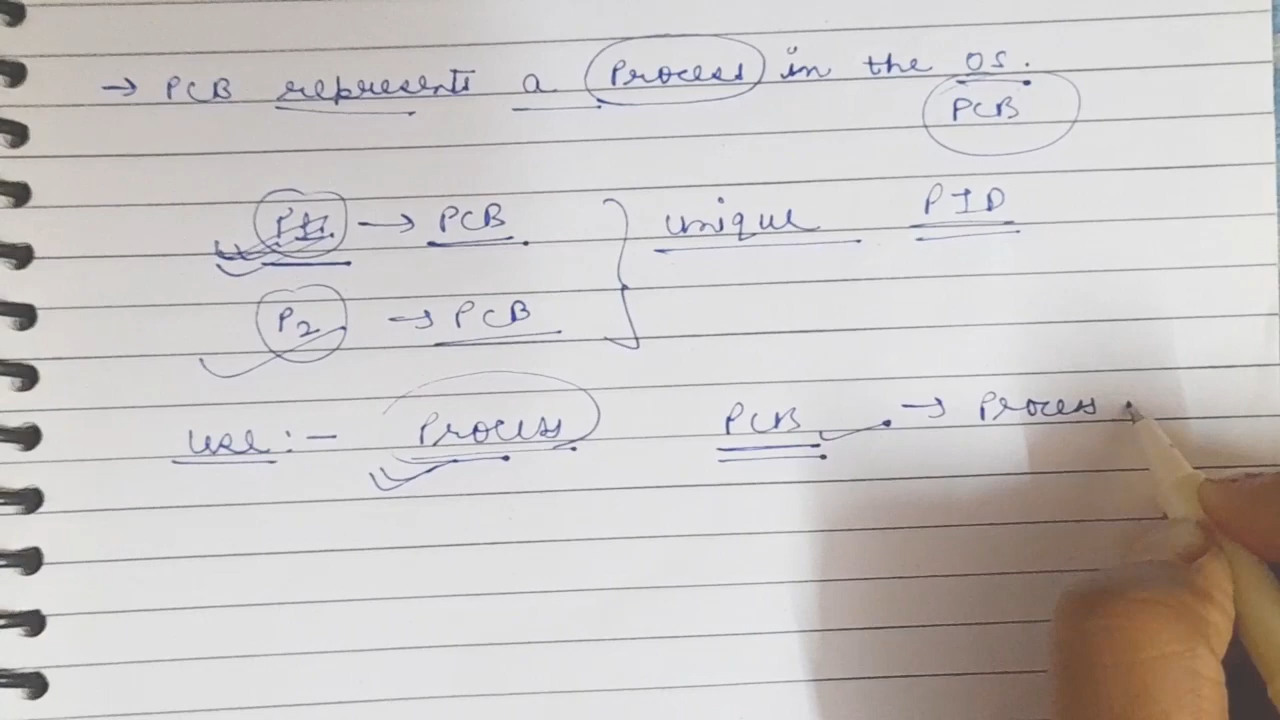 → PCB represents a Process in the OS.
PCB
P1 → PCB } unique PID
P2 → PCB
use :- Process PCB → Process